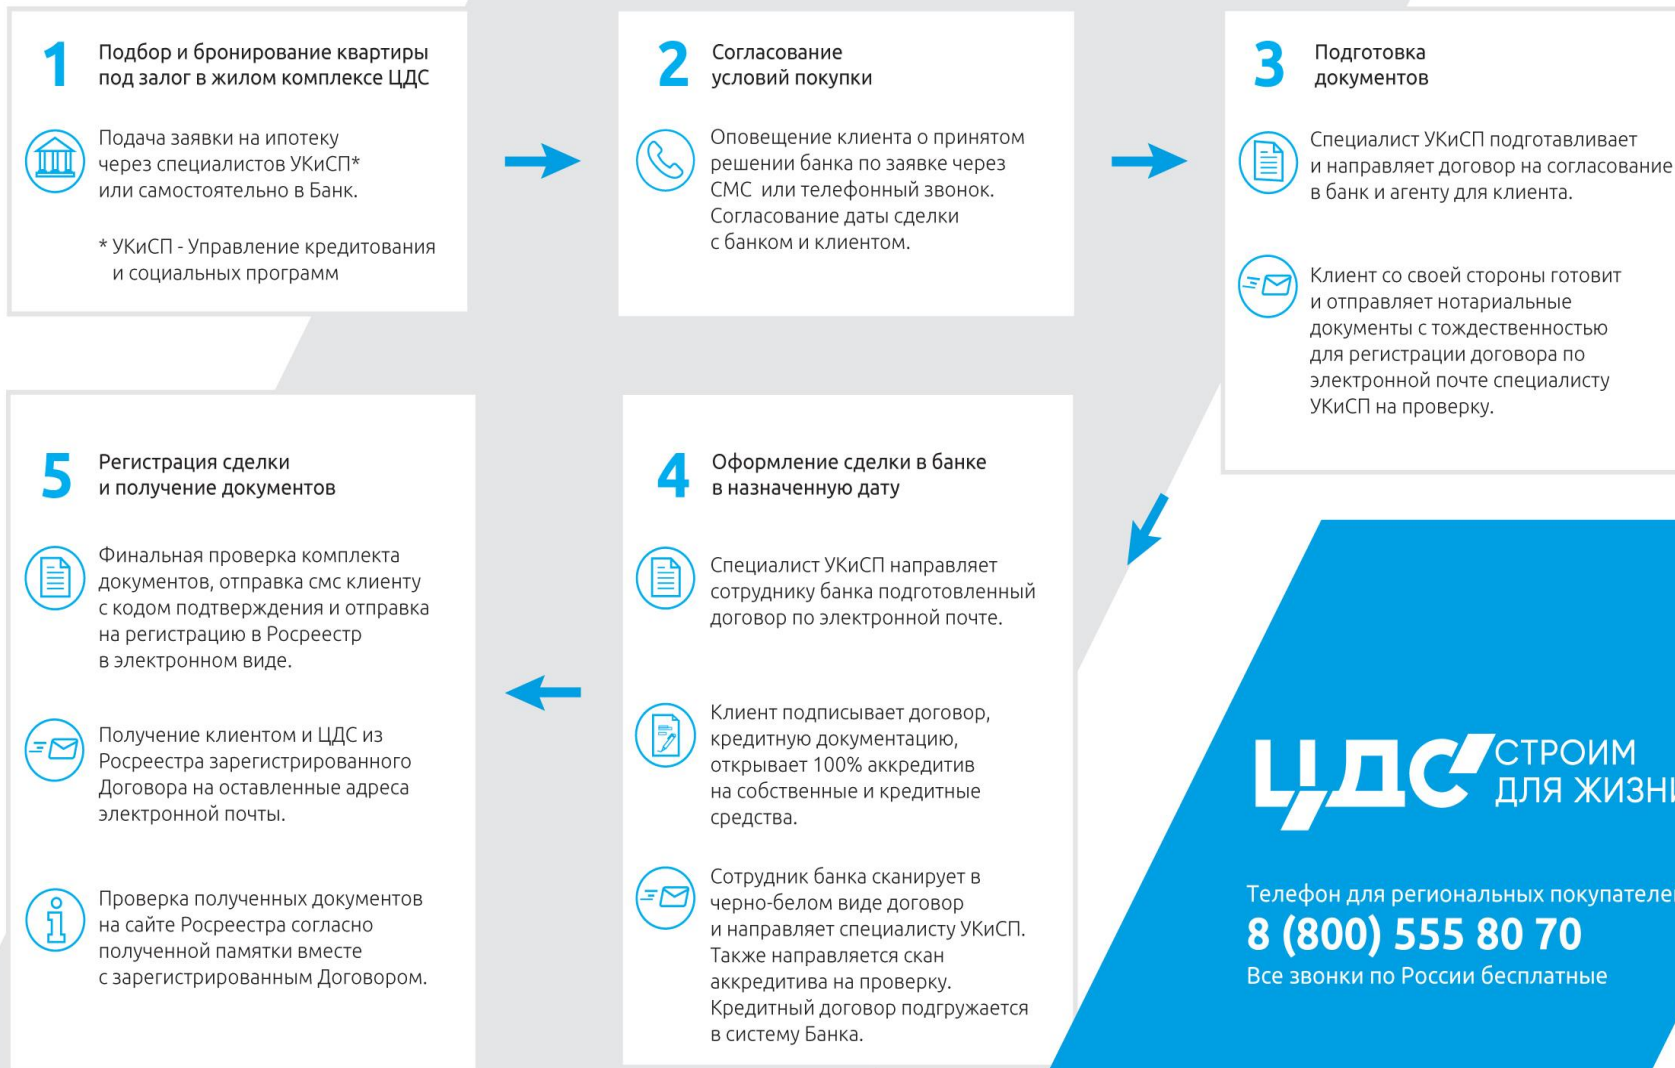 1
Подбор и бронирование квартиры
под залог в жилом комплексе ЦДС
Подача заявки на ипотеку
через специалистов УКиСП*
или самостоятельно в Банк.
* УКиСП - Управление кредитования
и социальных программ
2
Согласование
условий покупки
Оповещение клиента о принятом
решении банка по заявке через
СМС или телефонный звонок.
Согласование даты сделки
с банком и клиентом.
3
Подготовка
документов
Специалист УКиСП подготавливает
и направляет договор на согласование
в банк и агенту для клиента.
Клиент со своей стороны готовит
и отправляет нотариальные
документы с тождественностью
для регистрации договора по
электронной почте специалисту
УКиСП на проверку.
4
Оформление сделки в банке
в назначенную дату
Специалист УКиСП направляет
сотруднику банка подготовленный
договор по электронной почте.
Клиент подписывает договор,
кредитную документацию,
открывает 100% аккредитив
на собственные и кредитные
средства.
Сотрудник банка сканирует в
черно-белом виде договор
и направляет специалисту УКиСП.
Также направляется скан
аккредитива на проверку.
Кредитный договор подгружается
в систему Банка.
5
Регистрация сделки
и получение документов
Финальная проверка комплекта
документов, отправка смс клиенту
с кодом подтверждения и отправка
на регистрацию в Росреестр
в электронном виде.
Получение клиентом и ЦДС из
Росреестра зарегистрированного
Договора на оставленные адреса
электронной почты.
Проверка полученных документов
на сайте Росреестра согласно
полученной памятки вместе
с зарегистрированным Договором.
ЦДС
СТРОИМ
ДЛЯ ЖИЗНИ
Телефон для региональных покупателей
8 (800) 555 80 70
Все звонки по России бесплатные